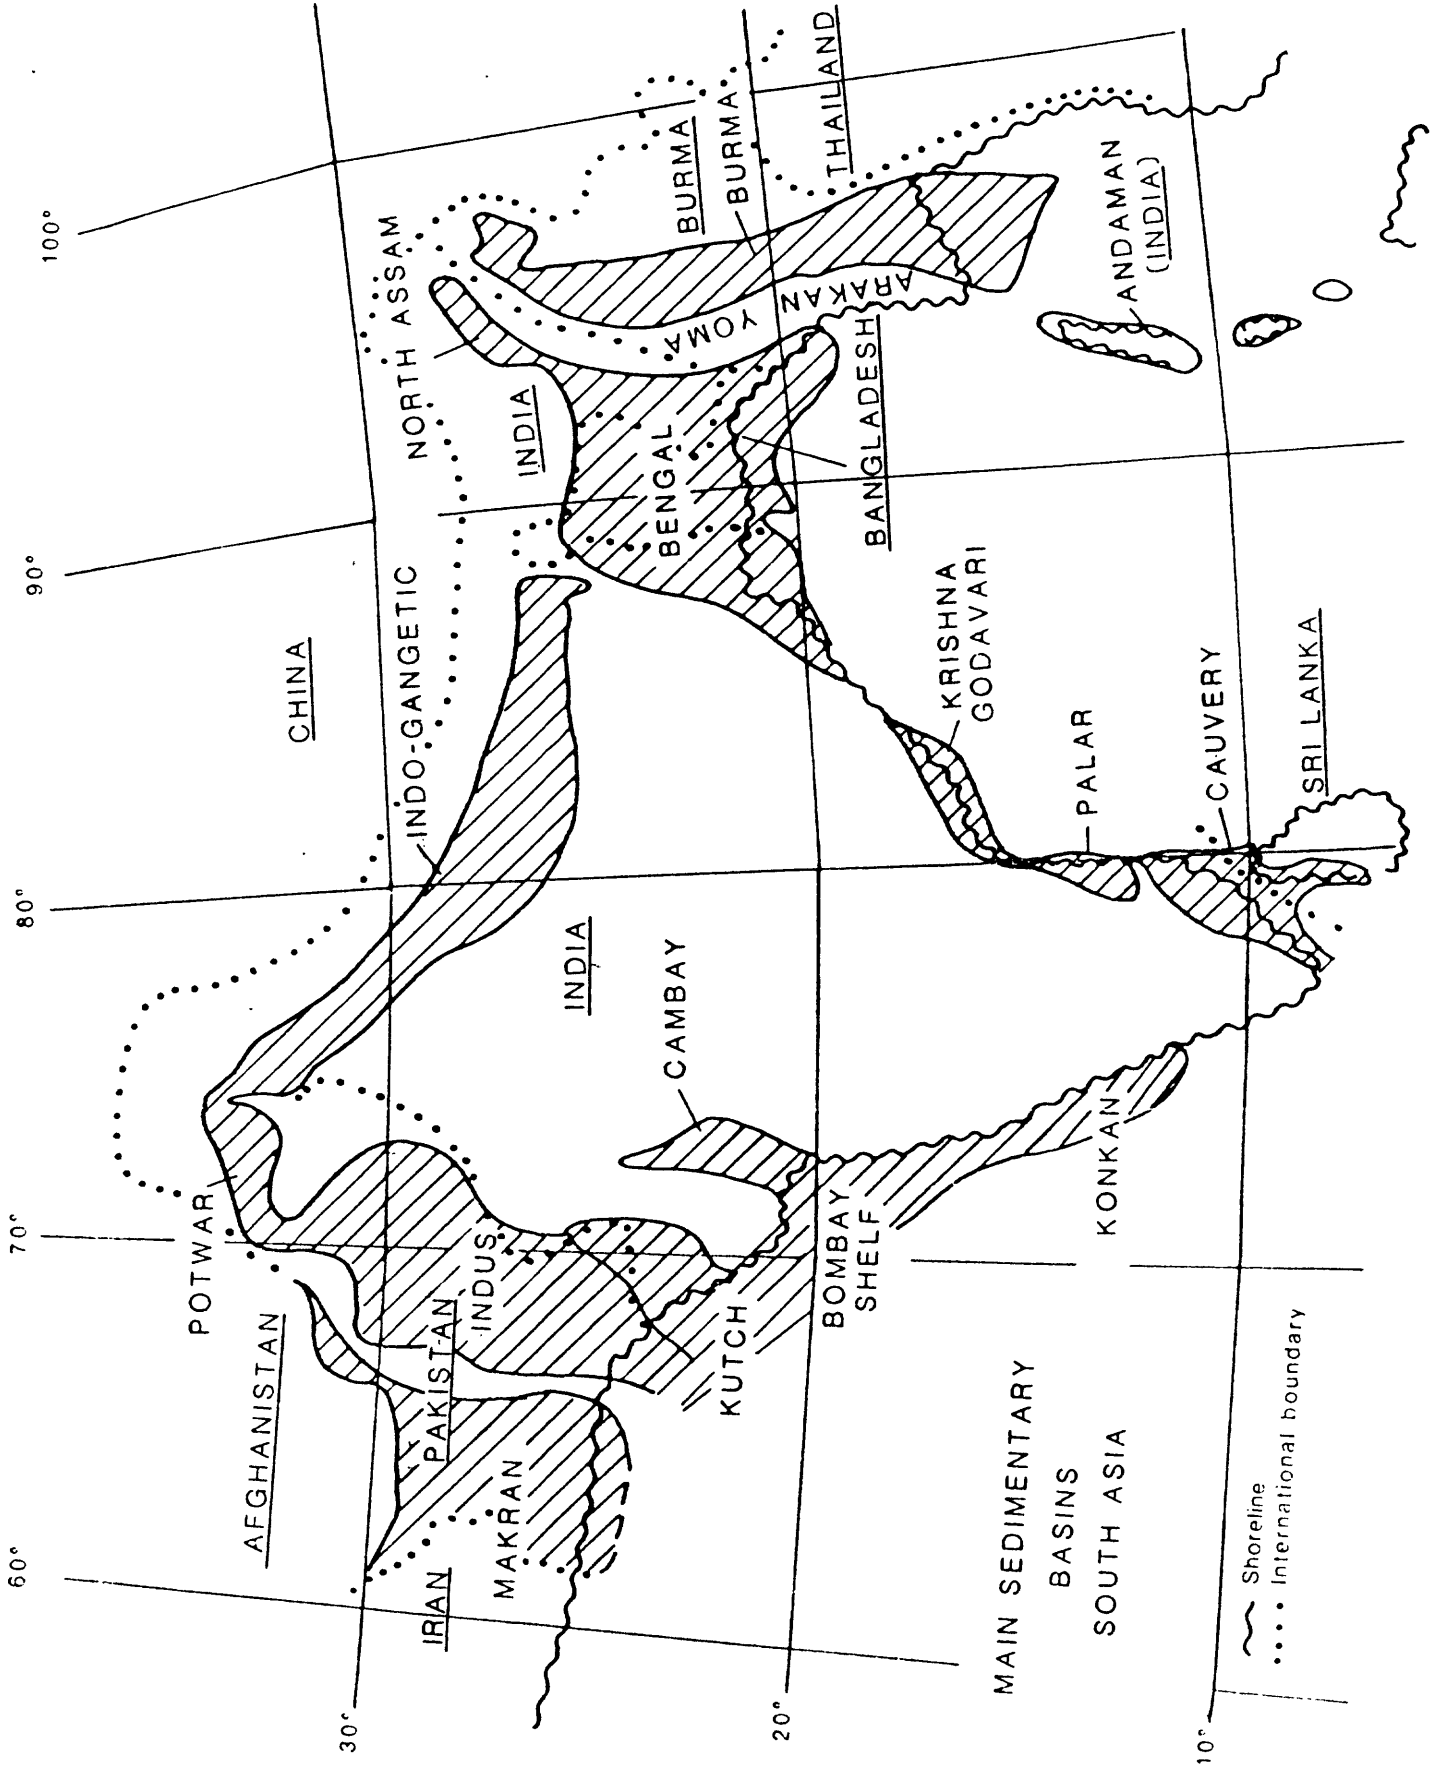 60°
70°
80°
90°
100°
30°
20°
10°
AFGHANISTAN
IRAN
PAKISTAN
MAKRAN
POTWAR
INDUS
KUTCH
BOMBAY
SHELF
CAMBAY
KONKAN
INDIA
CHINA
INDO-GANGETIC
NORTH ASSAM
INDIA
BENGAL
BANGLADESH
ARAKAN YOMA
BURMA
BURMA
THAILAND
ANDAMAN
(INDIA)
KRISHNA
GODAVARI
PALAR
CAUVERY
SRI LANKA
MAIN SEDIMENTARY
BASINS
SOUTH ASIA
Shoreline
International boundary